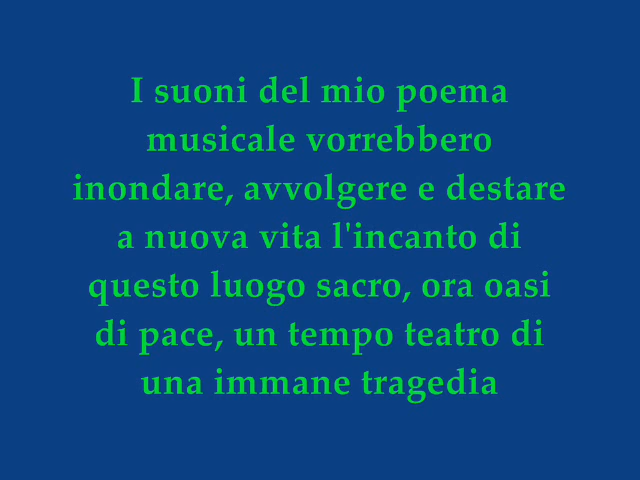 I suoni del mio poema
musicale vorrebbero
inondare, avvolgere e destare
a nuova vita l'incanto di
questo luogo sacro, ora oasi
di pace, un tempo teatro di
una immane tragedia